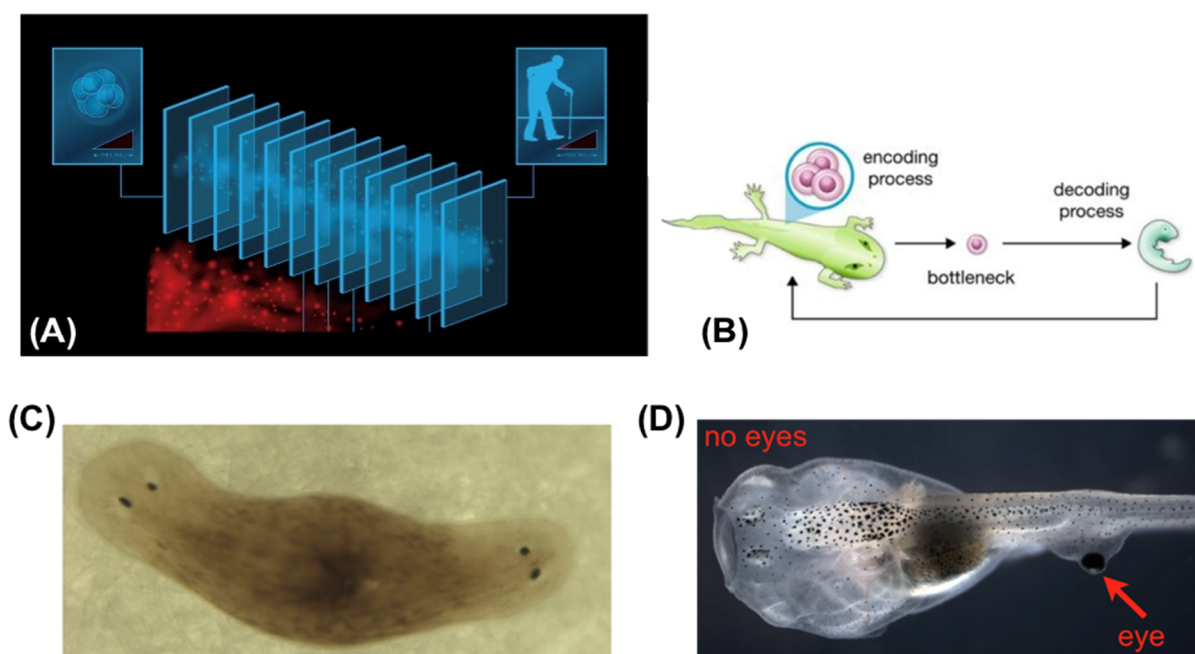 (A)
encoding
process
decoding
process
bottleneck
(B)
(C)
(D)
no eyes
eye